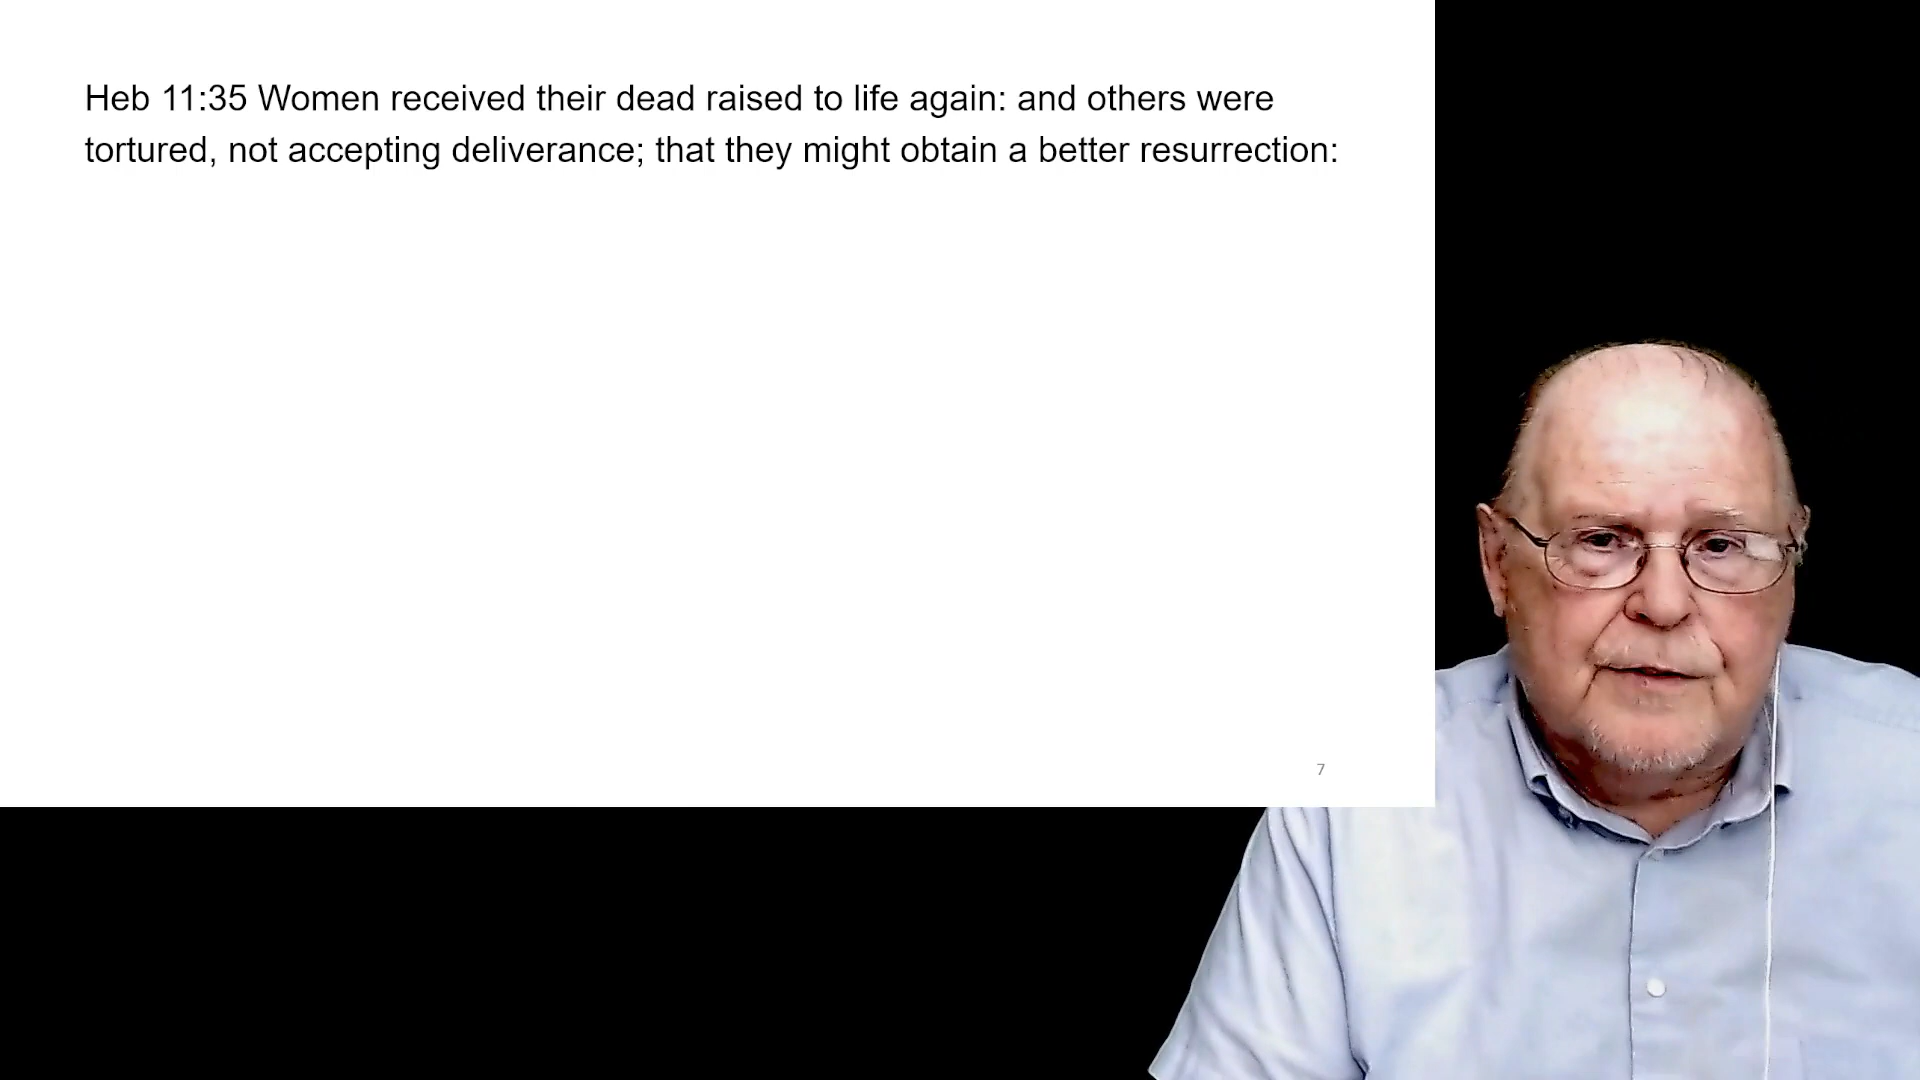 Heb 11:35 Women received their dead raised to life again: and others were
tortured, not accepting deliverance; that they might obtain a better resurrection:
7